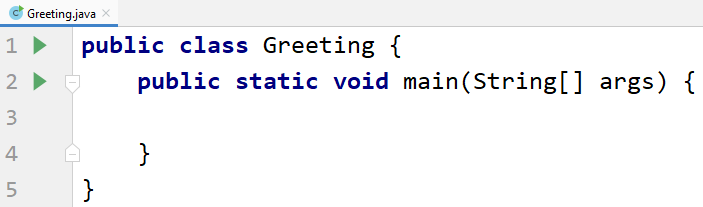 Greeting.java
1 public class Greeting {
2     public static void main(String[] args) {
3
4     }
5 }